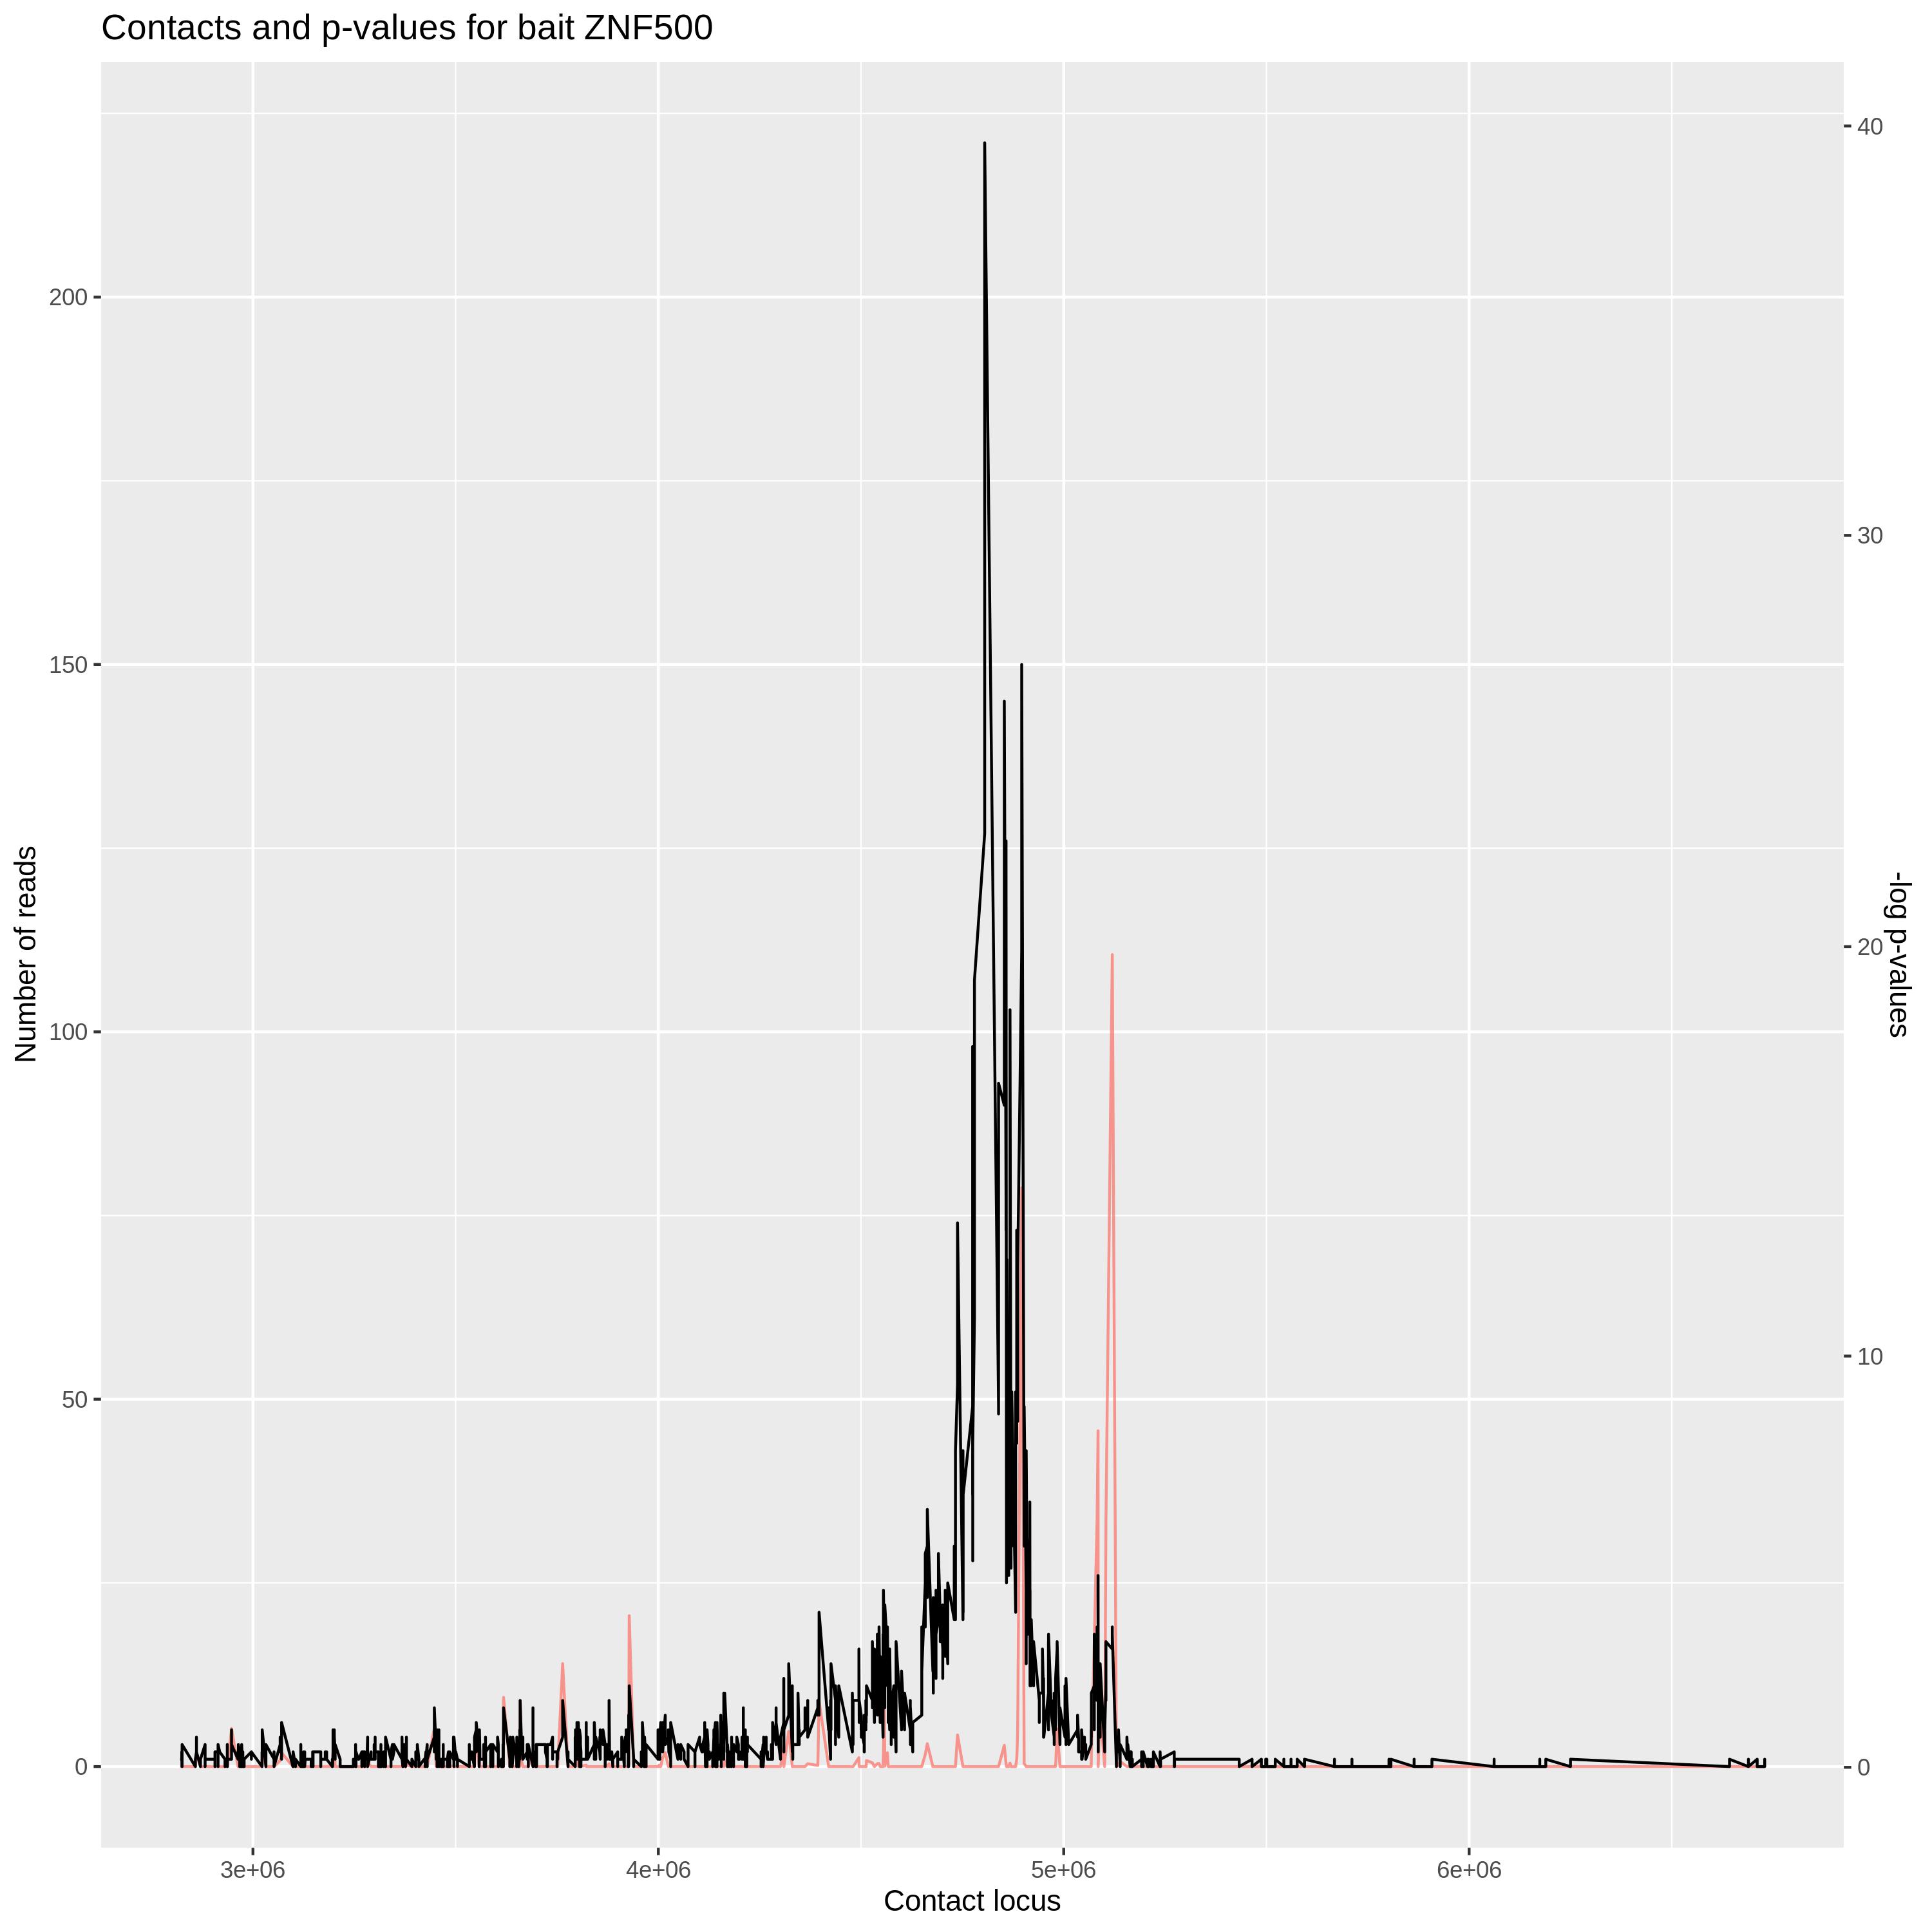 Contacts and p-values for bait ZNF500
Number of reads
200
150
100
50
0
40
30
20
10
0
-log p-values
3e+06
4e+06
5e+06
6e+06
Contact locus